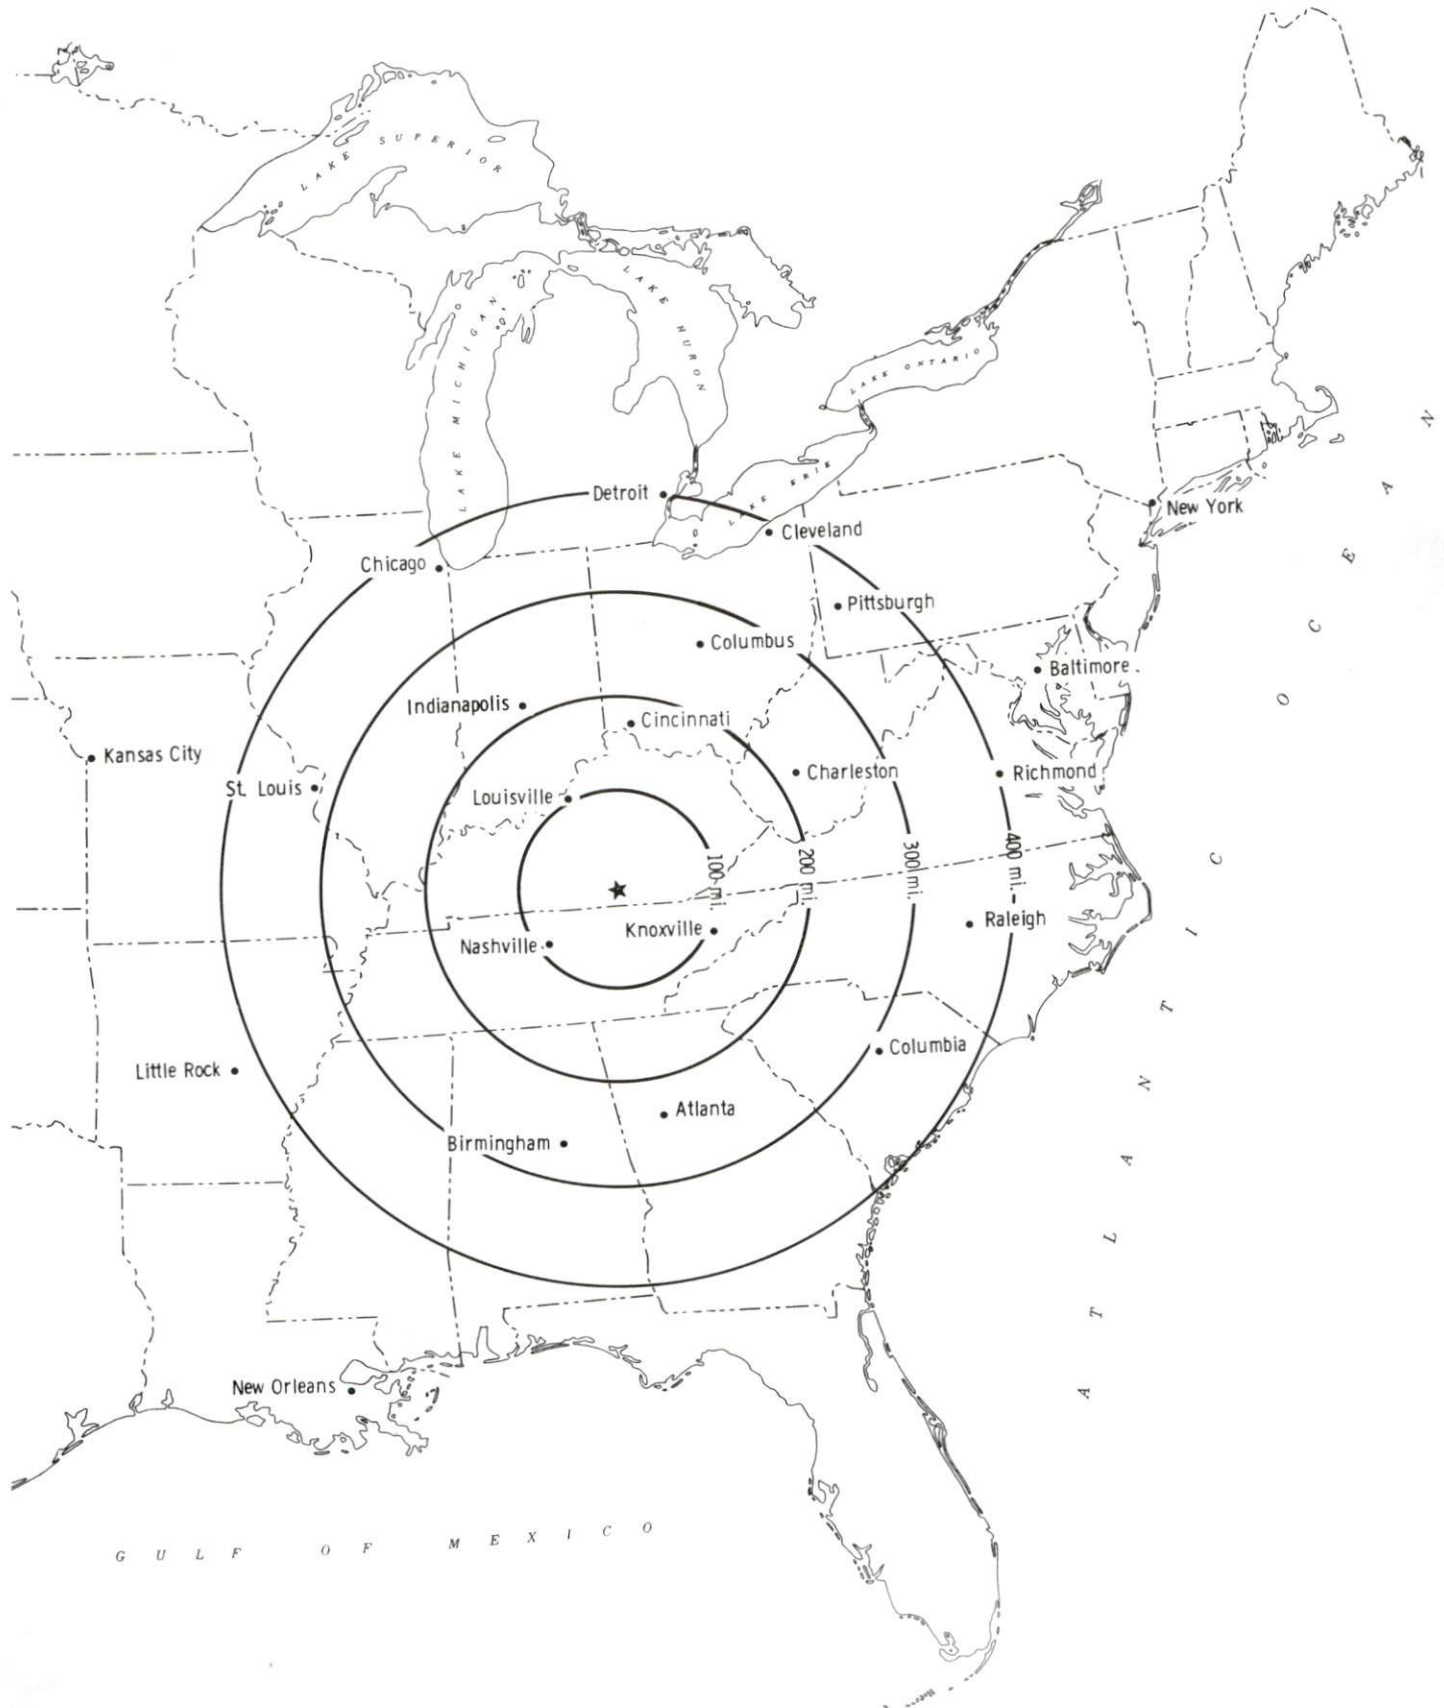 LAKE SUPERIOR
LAKE MICHIGAN
LAKE HURON
LAKE ONTARIO
LAKE ERIE
Detroit
Cleveland
New York
Chicago
Pittsburgh
Columbus
Baltimore
Indianapolis
Cincinnati
Kansas City
Charleston
Richmond
St. Louis
Louisville
100 mi.
200 mi.
300 mi.
400 mi.
Raleigh
Knoxville
Nashville
Columbia
Little Rock
Atlanta
Birmingham
New Orleans
ATLANTIC OCEAN
GULF OF MEXICO